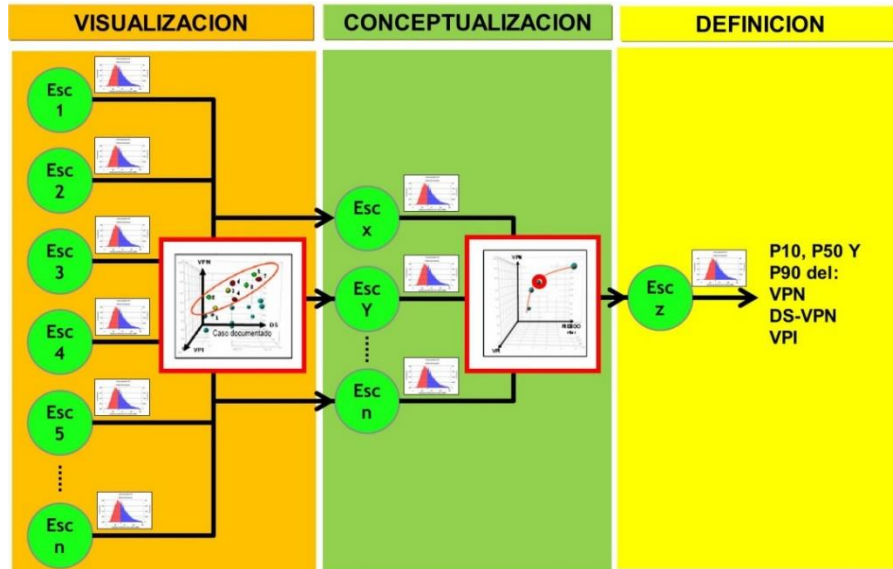 VISUALIZACION
CONCEPTUALIZACION
DEFINICION
Esc
1
Esc
2
Esc
3
Esc
4
Esc
5
Esc
n
VPN
DS
Caso documentado
VPI
Esc
x
Esc
Y
Esc
n
VPN
VPI
Esc
z
P10, P50 Y
P90 del:
VPN
DS-VPN
VPI